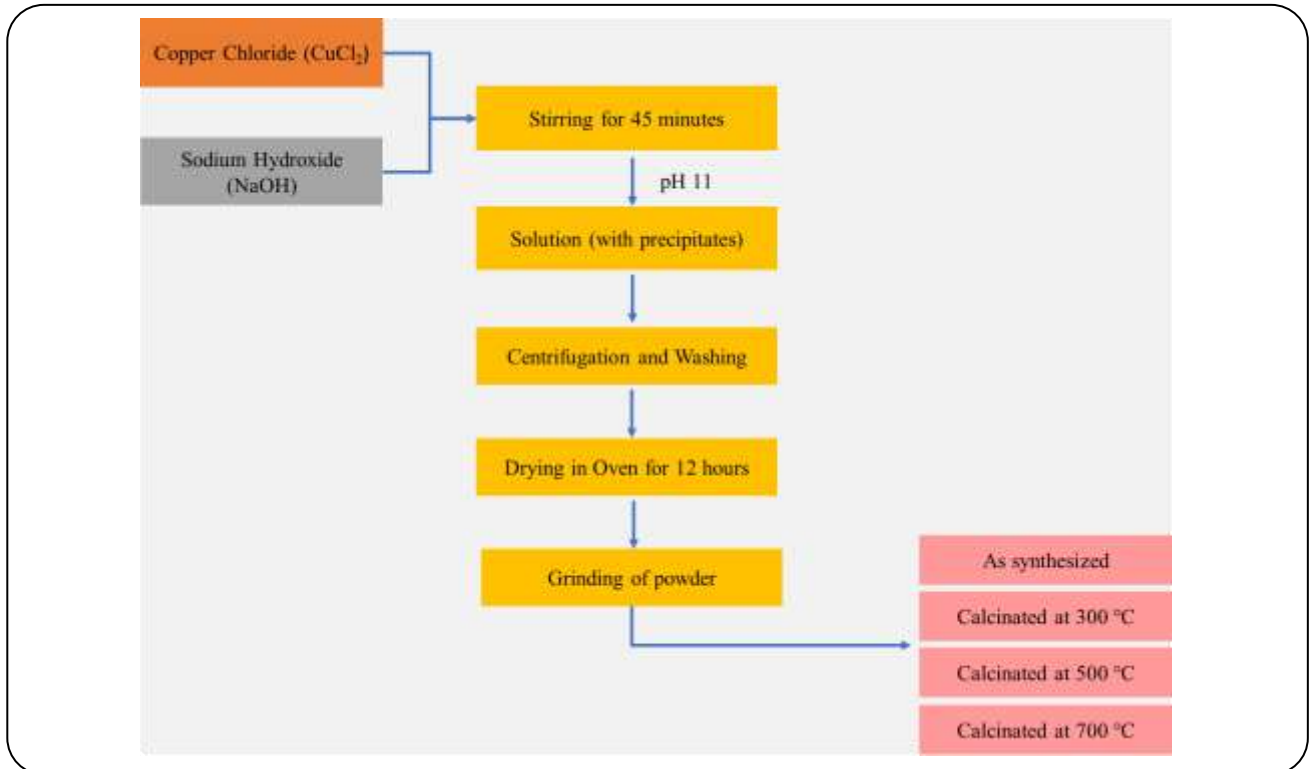 Copper Chloride (CuCl₂)
Sodium Hydroxide
(NaOH)
Stirring for 45 minutes
pH 11
Solution (with precipitates)
Centrifugation and Washing
Drying in Oven for 12 hours
Grinding of powder
As synthesized
Calcinated at 300 °C
Calcinated at 500 °C
Calcinated at 700 °C